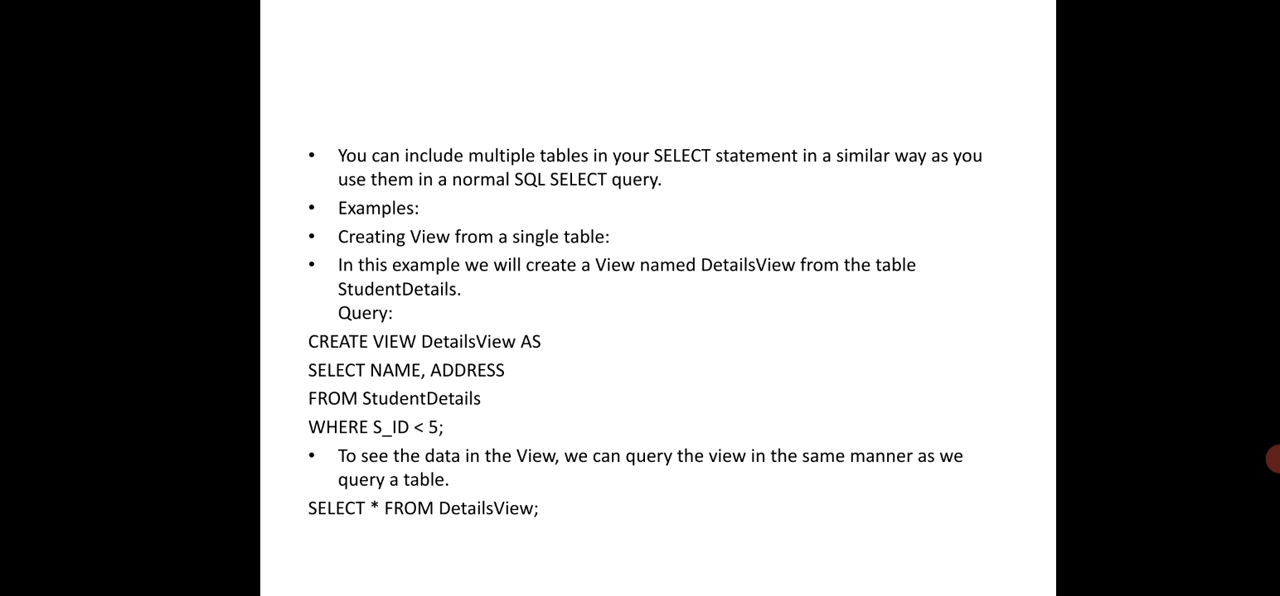 • You can include multiple tables in your SELECT statement in a similar way as you
use them in a normal SQL SELECT query.
• Examples:
• Creating View from a single table:
• In this example we will create a View named DetailsView from the table
StudentDetails.
Query:
CREATE VIEW DetailsView AS
SELECT NAME, ADDRESS
FROM StudentDetails
WHERE S_ID < 5;
• To see the data in the View, we can query the view in the same manner as we
query a table.
SELECT * FROM DetailsView;